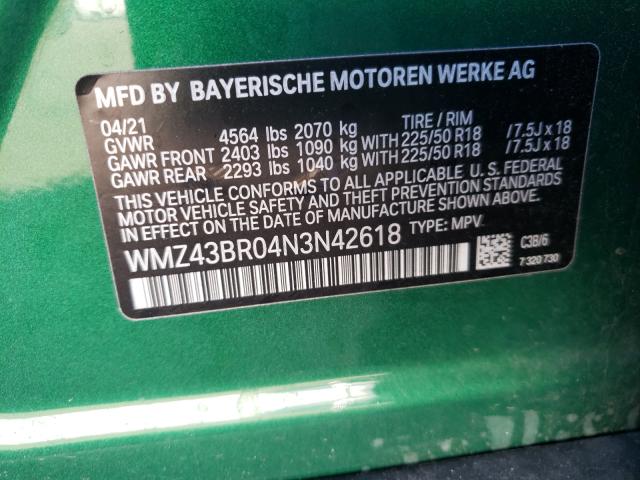 MFD BY BAYERISCHE MOTOREN WERKE AG
04/21 TIRE / RIM
GVWR 4564 lbs 2070 kg
GAWR FRONT 2403 lbs 1090 kg WITH 225/50 R18 /7.5J x 18
GAWR REAR 2293 lbs 1040 kg WITH 225/50 R18 /7.5J x 18
THIS VEHICLE CONFORMS TO ALL APPLICABLE U. S. FEDERAL
MOTOR VEHICLE SAFETY AND THEFT PREVENTION STANDARDS
IN EFFECT ON THE DATE OF MANUFACTURE SHOWN ABOVE.
WMZ43BR04N3N42618 TYPE: MPV
C3B/6
7 320 730